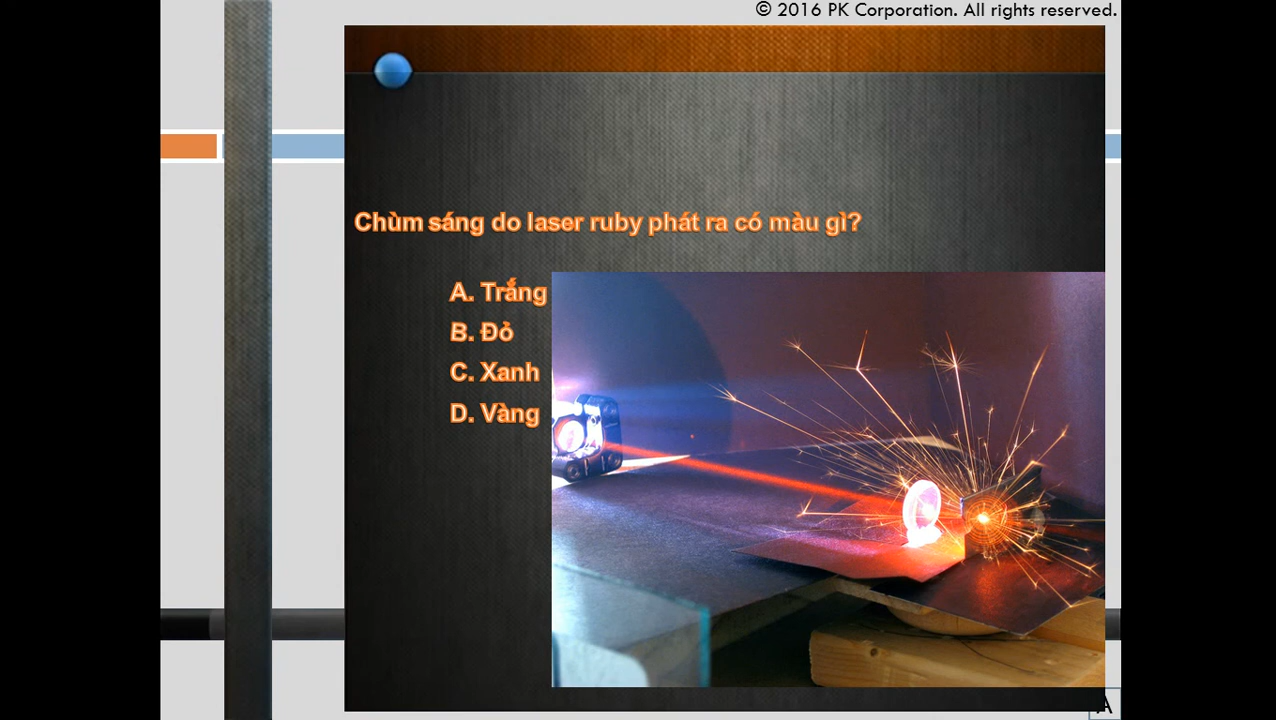 © 2016 PK Corporation. All rights reserved.
Chùm sáng do laser ruby phát ra có màu gì?
A. Trắng
B. Đỏ
C. Xanh
D. Vàng
A